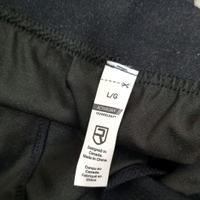 L/G
Designed in
Canada.
Made in China
Conçu au
Canada.
Fabriqué en
Chine